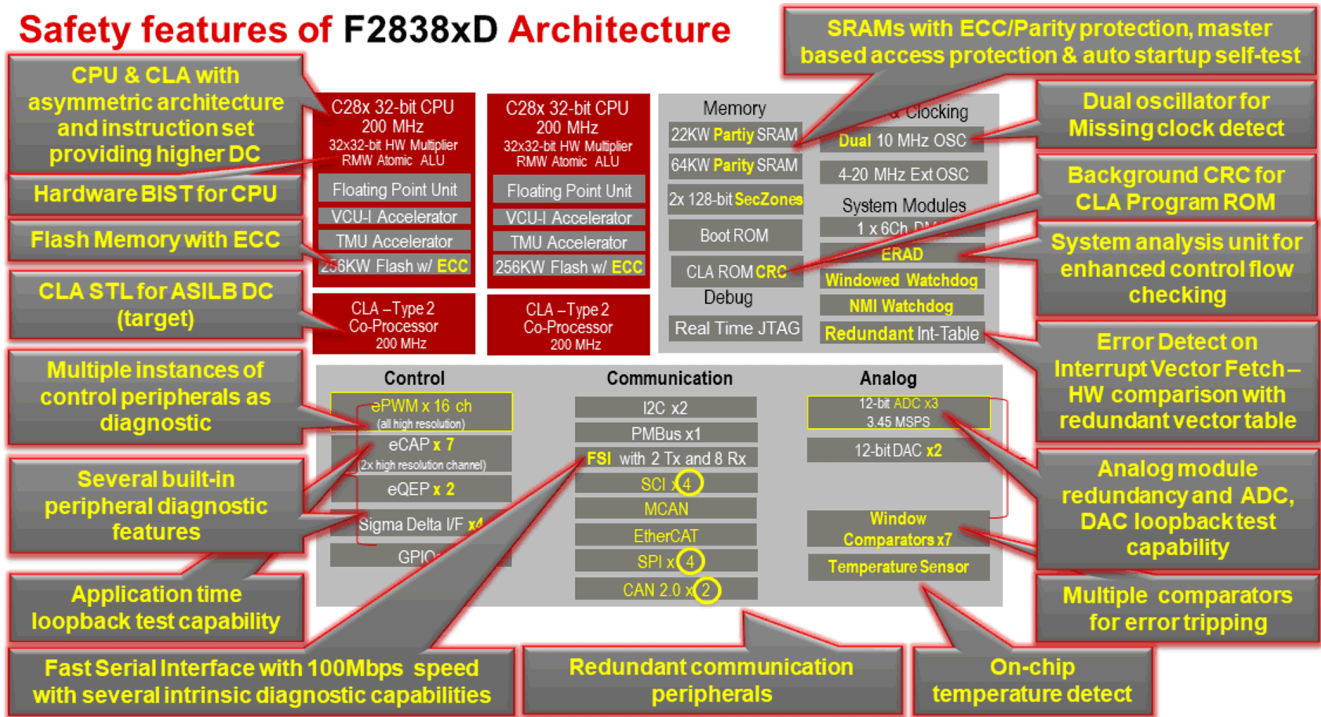 Safety features of F2838xD Architecture
SRAMs with ECC/Parity protection, master
based access protection & auto startup self-test
CPU & CLA with
asymmetric architecture
and instruction set
providing higher DC
Hardware BIST for CPU
Flash Memory with ECC
CLA STL for ASILB DC
(target)
Multiple instances of
control peripherals as
diagnostic
Several built-in
peripheral diagnostic
features
Application time
loopback test capability
Fast Serial Interface with 100Mbps speed
with several intrinsic diagnostic capabilities
C28x 32-bit CPU
200 MHz
32x32-bit HW Multiplier
RMW Atomic ALU
Floating Point Unit
VCU-I Accelerator
TMU Accelerator
256KW Flash w/ ECC
CLA –Type 2
Co-Processor
200 MHz
C28x 32-bit CPU
200 MHz
32x32-bit HW Multiplier
RMW Atomic ALU
Floating Point Unit
VCU-I Accelerator
TMU Accelerator
256KW Flash w/ ECC
CLA –Type 2
Co-Processor
200 MHz
Memory
22KW Partiy SRAM
64KW Parity SRAM
2x 128-bit SecZones
Boot ROM
CLA ROM CRC
Debug
Real Time JTAG
& Clocking
Dual 10 MHz OSC
4-20 MHz Ext OSC
System Modules
1 x 6Ch
ERAD
Windowed Watchdog
NMI Watchdog
Redundant Int-Table
Dual oscillator for
Missing clock detect
Background CRC for
CLA Program ROM
System analysis unit for
enhanced control flow
checking
Error Detect on
Interrupt Vector Fetch –
HW comparison with
redundant vector table
Analog module
redundancy and ADC,
DAC loopback test
capability
Multiple comparators
for error tripping
Control
ePWM x 16 ch
(all high resolution)
eCAP x 7
(2x high resolution channel)
eQEP x 2
Sigma Delta I/F x4
GPIO
Communication
I2C x2
PMBus x1
FSI with 2 Tx and 8 Rx
SCI x 4
MCAN
EtherCAT
SPI x 4
CAN 2.0 x 2
Analog
12-bit ADC x3
3.45 MSPS
12-bit DAC x2
Window
Comparators x7
Temperature Sensor
Redundant communication
peripherals
On-chip
temperature detect